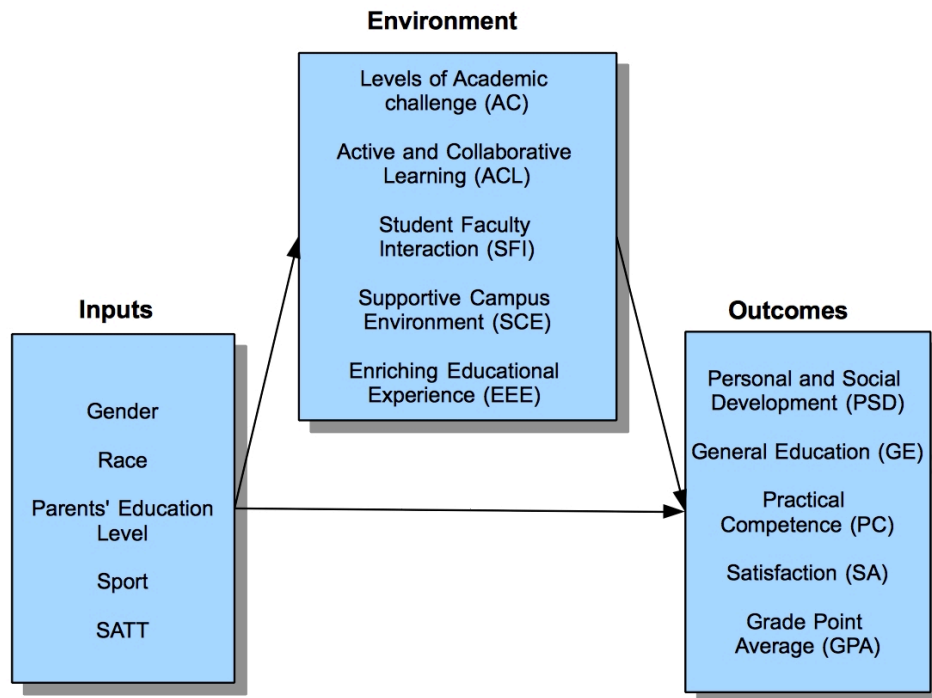 Environment
Levels of Academic
challenge (AC)
Active and Collaborative
Learning (ACL)
Student Faculty
Interaction (SFI)
Supportive Campus
Environment (SCE)
Enriching Educational
Experience (EEE)
Inputs
Gender
Race
Parents' Education
Level
Sport
SATT
Outcomes
Personal and Social
Development (PSD)
General Education (GE)
Practical
Competence (PC)
Satisfaction (SA)
Grade Point
Average (GPA)